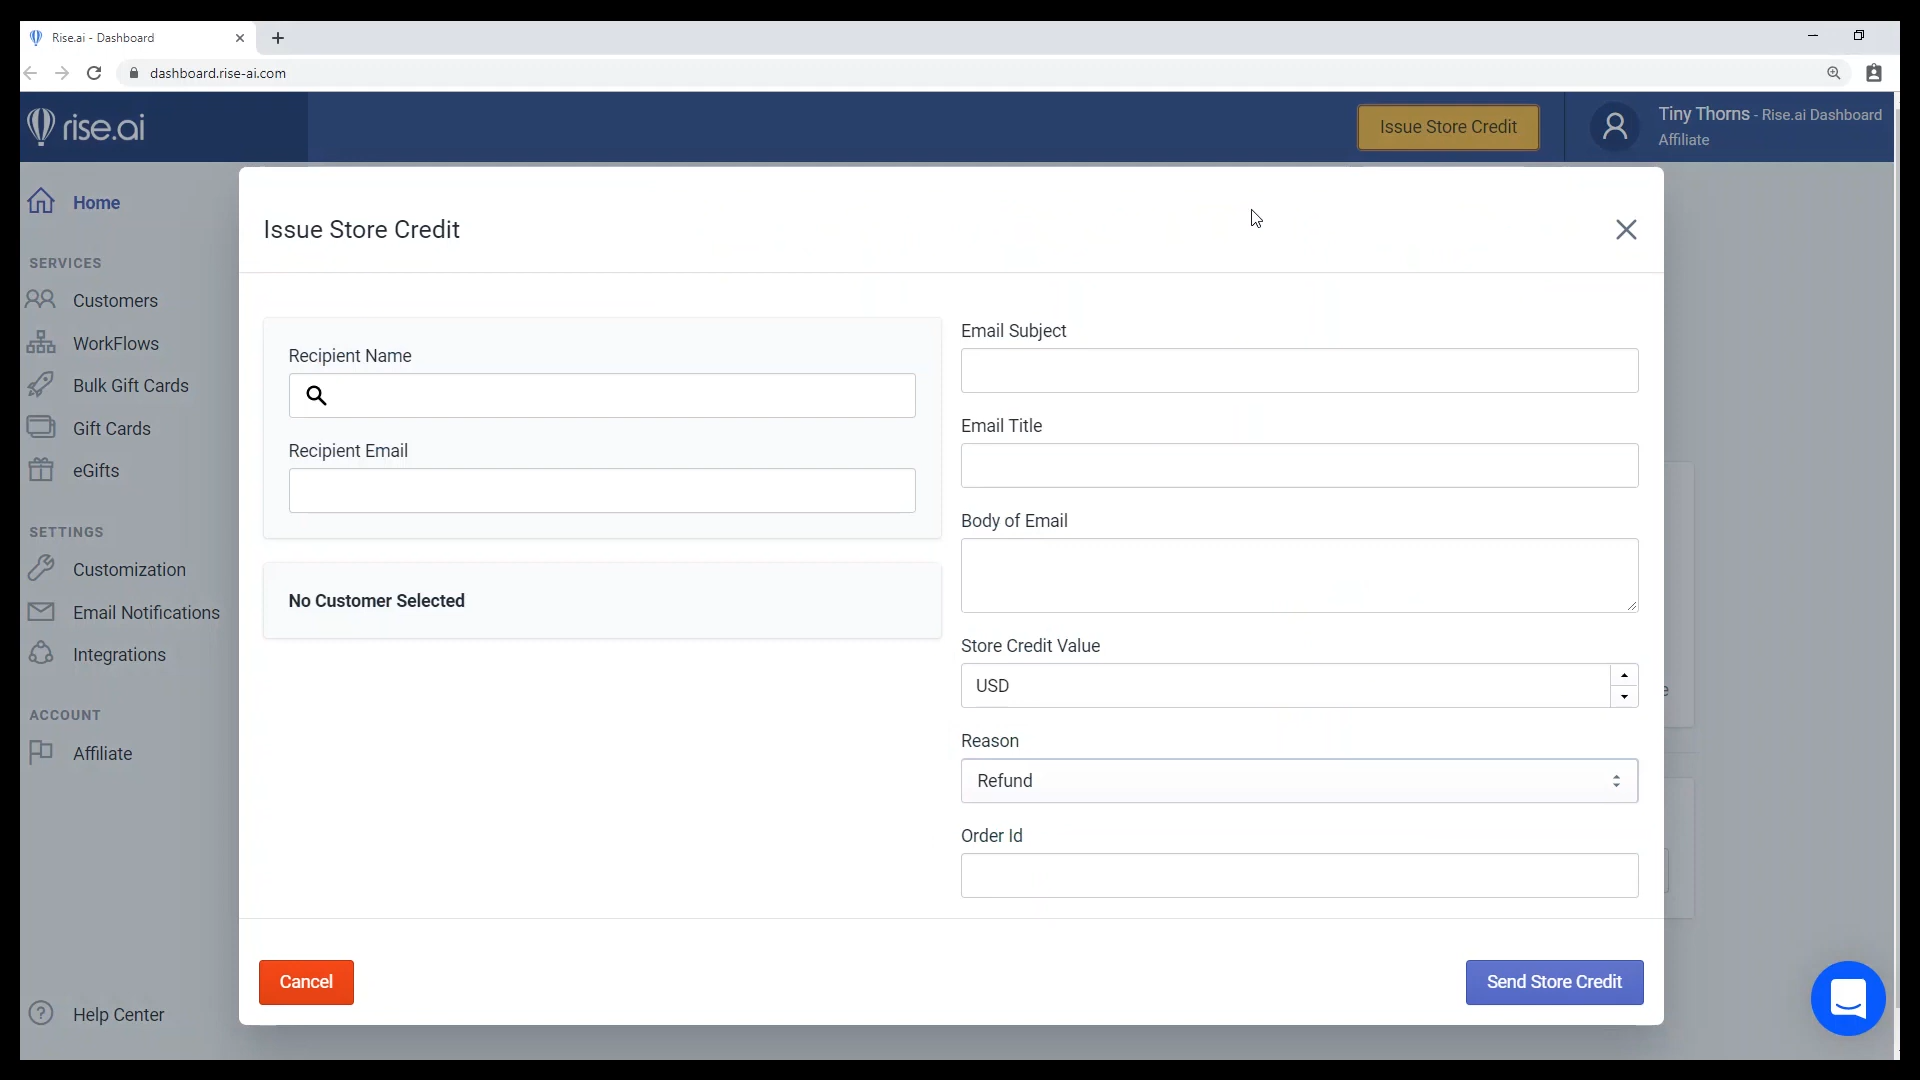 Rise.ai - Dashboard
dashboard.rise-ai.com
rise.ai
Issue Store Credit
Tiny Thorns - Rise.ai Dashboard
Affiliate
Home
SERVICES
Customers
WorkFlows
Bulk Gift Cards
Gift Cards
eGifts
SETTINGS
Customization
Email Notifications
Integrations
ACCOUNT
Affiliate
Help Center
Issue Store Credit
Recipient Name
Recipient Email
No Customer Selected
Email Subject
Email Title
Body of Email
Store Credit Value
USD
Reason
Refund
Order Id
Cancel
Send Store Credit